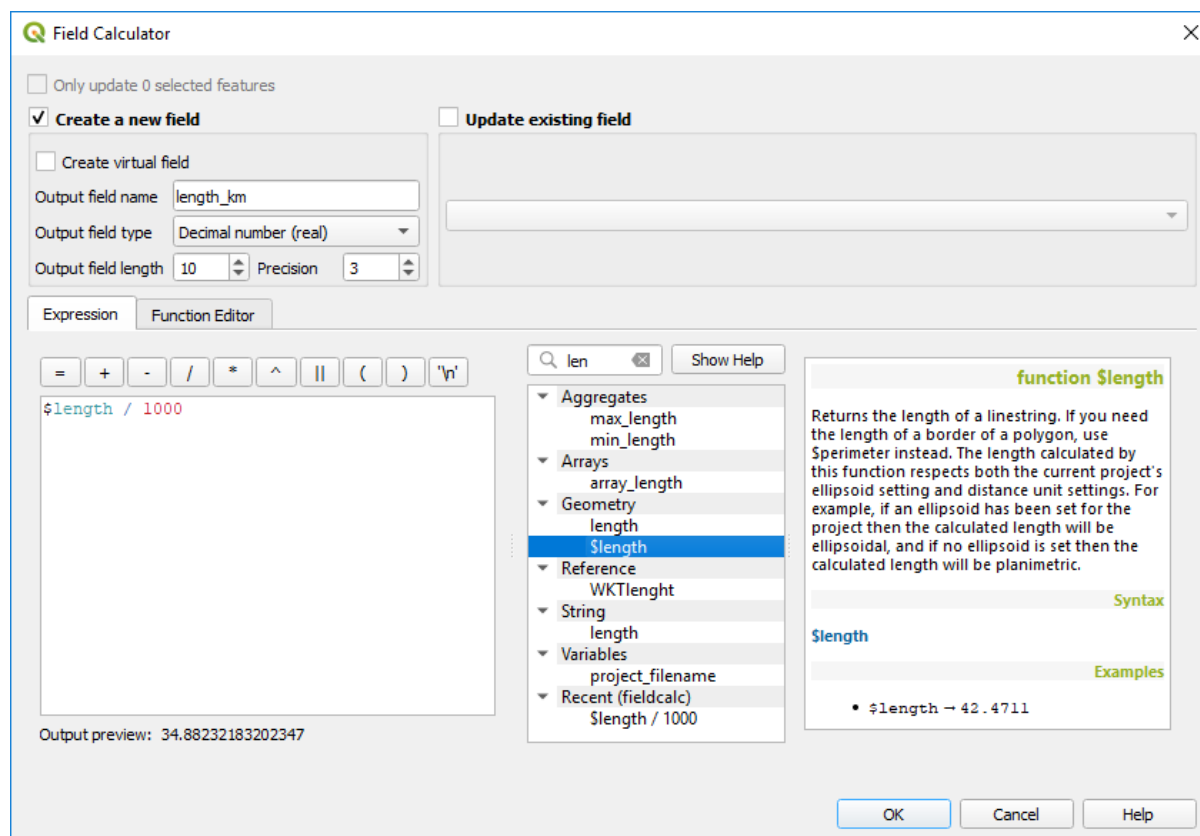 Field Calculator
Only update 0 selected features
Create a new field
Update existing field
Create virtual field
Output field name length_km
Output field type Decimal number (real)
Output field length 10 Precision 3
Expression Function Editor
= + - / * ^ || ( ) '\n'
$length / 1000
Output preview: 34.88232183202347
len Show Help
Aggregates
max_length
min_length
Arrays
array_length
Geometry
length
$length
Reference
WKTlenght
String
length
Variables
project_filename
Recent (fieldcalc)
$length / 1000
function $length
Returns the length of a linestring. If you need
the length of a border of a polygon, use
$perimeter instead. The length calculated by
this function respects both the current project's
ellipsoid setting and distance unit settings. For
example, if an ellipsoid has been set for the
project then the calculated length will be
ellipsoidal, and if no ellipsoid is set then the
calculated length will be planimetric.
Syntax
$length
Examples
• $length → 42.4711
OK Cancel Help